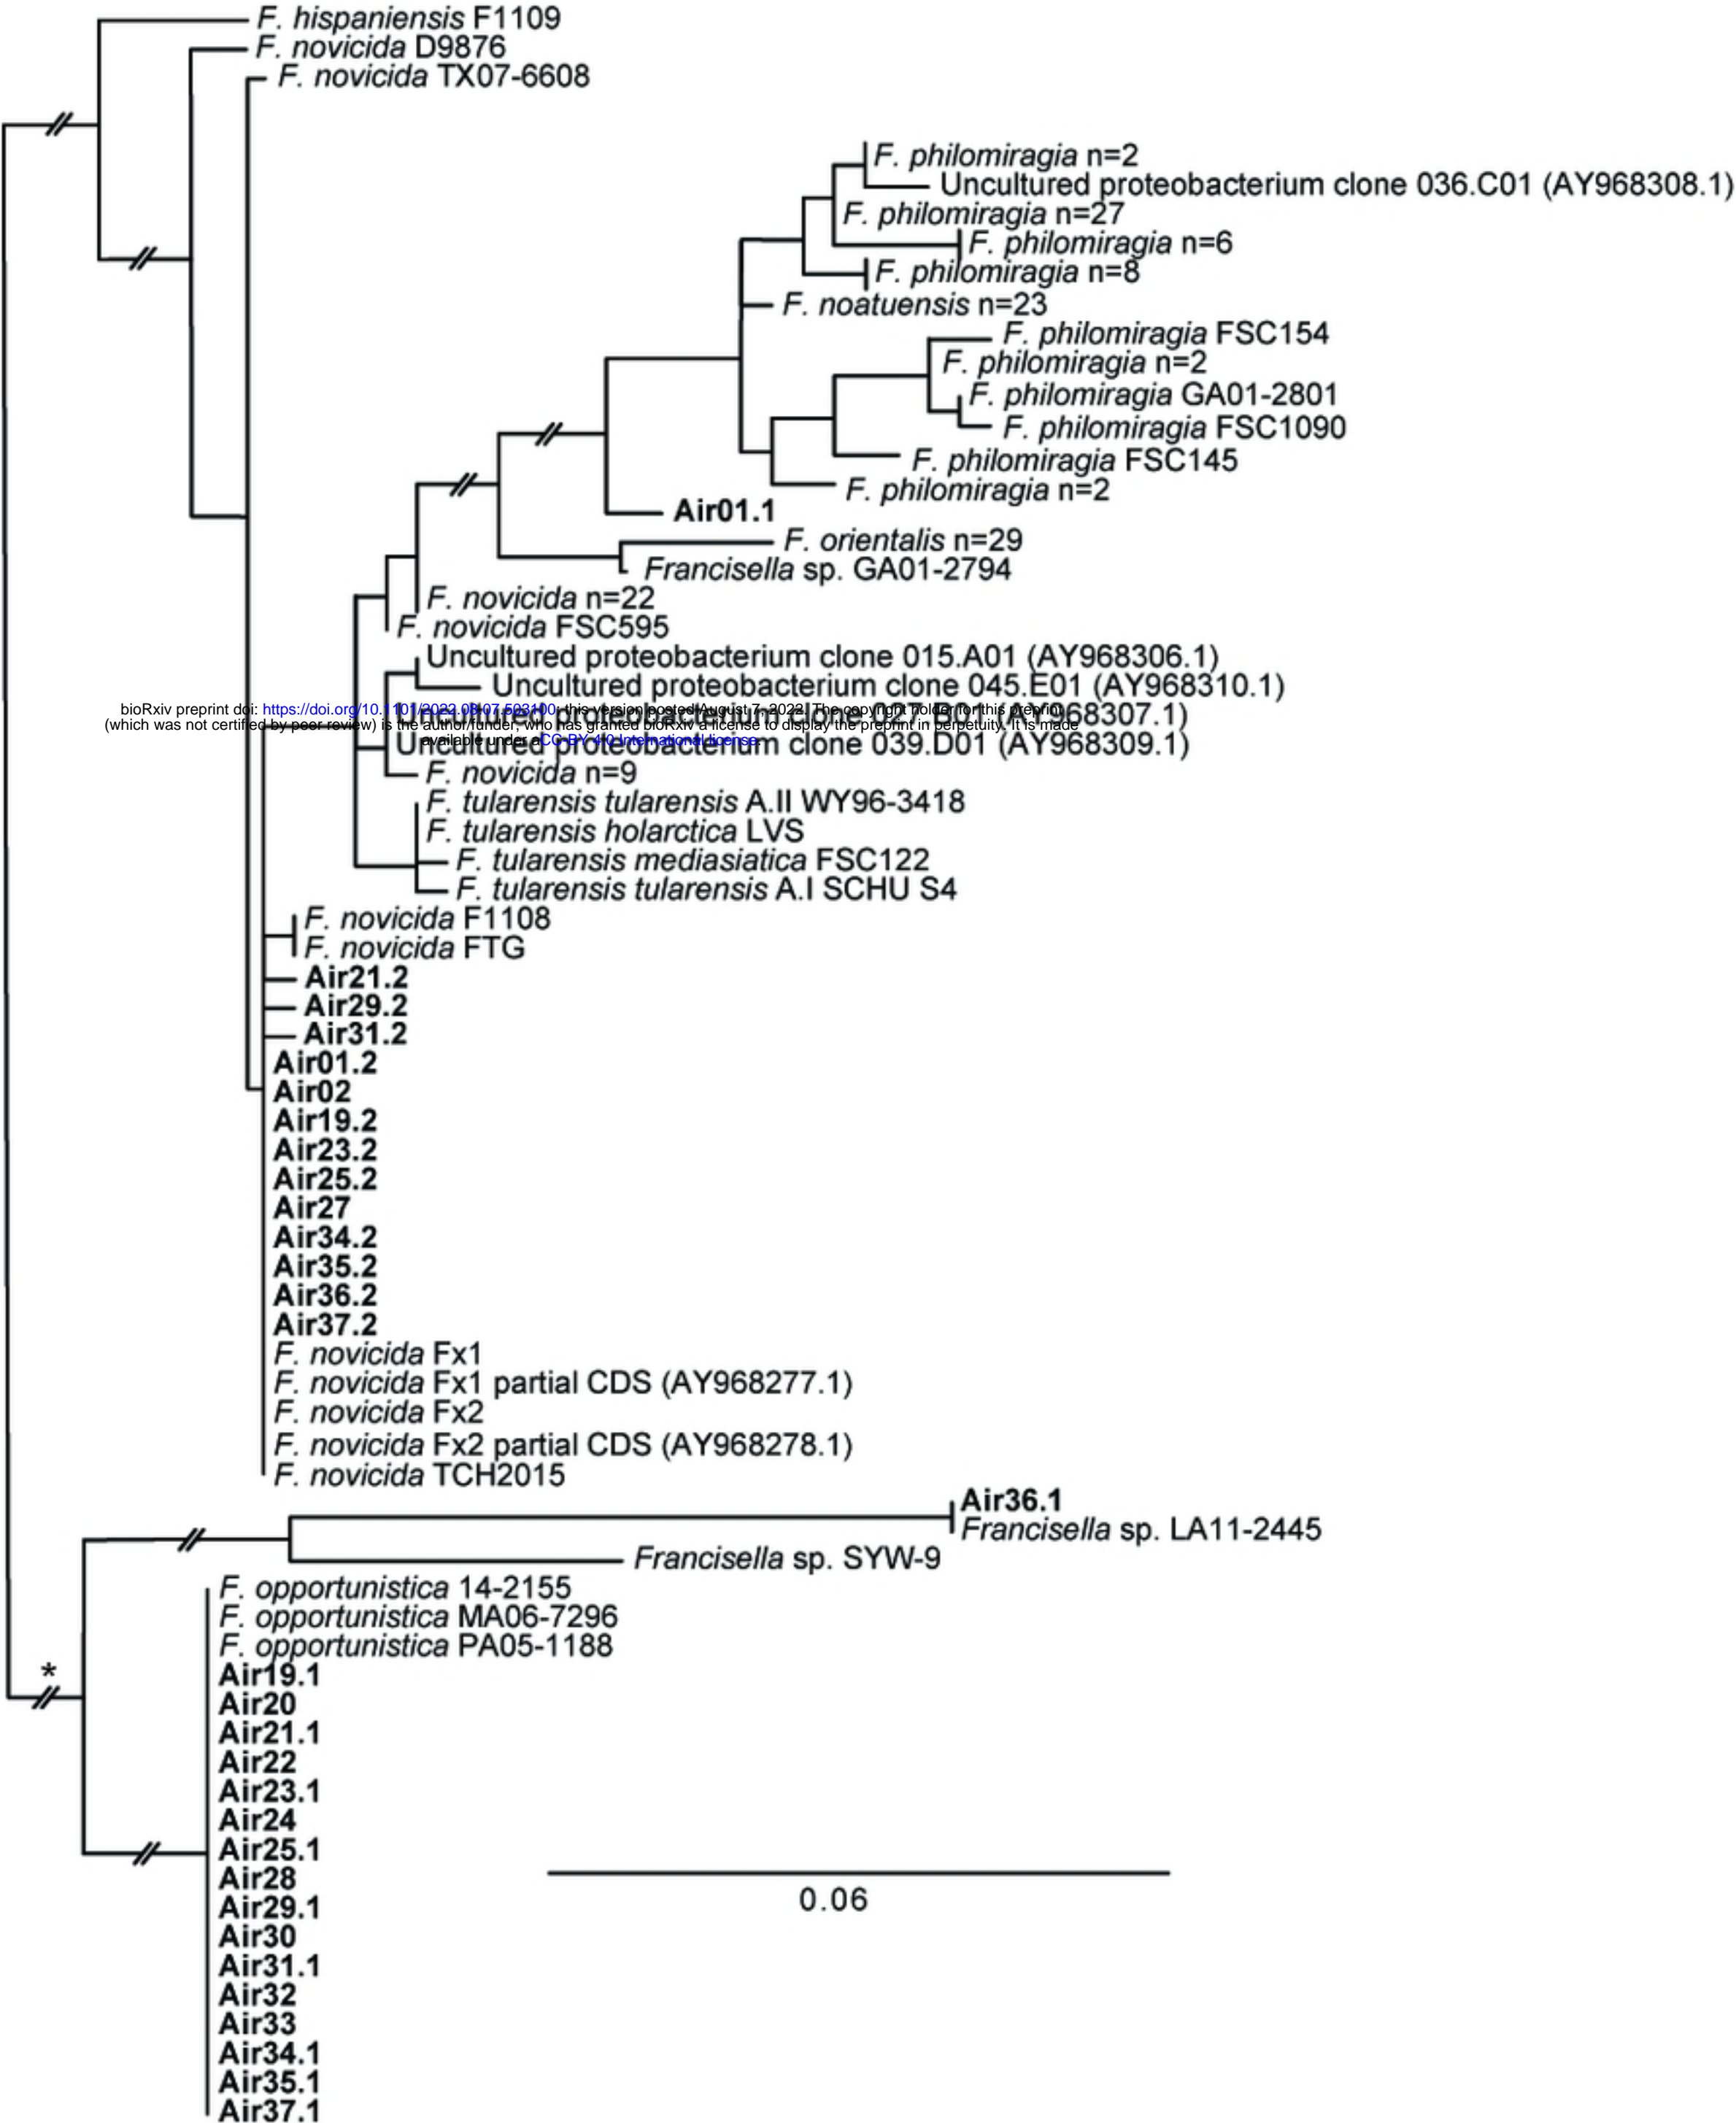 F. hispaniensis F1109
F. novicida D9876
F. novicida TX07-6608
F. philomiragia n=2
Uncultured proteobacterium clone 036.C01 (AY968308.1)
F. philomiragia n=27
F. philomiragia n=6
F. philomiragia n=8
F. noatuensis n=23
F. philomiragia FSC154
F. philomiragia n=2
F. philomiragia GA01-2801
F. philomiragia FSC1090
F. philomiragia FSC145
F. philomiragia n=2
Air01.1
F. orientalis n=29
Francisella sp. GA01-2794
F. novicida n=22
F. novicida FSC595
Uncultured proteobacterium clone 015.A01 (AY968306.1)
Uncultured proteobacterium clone 045.E01 (AY968310.1)
bioRxiv preprint doi: https://doi.org/10.1101/2022.08.07.503100; this version posted August 7, 2022. The copyright holder for this preprint
Uncultured proteobacterium clone (AY968307.1)
(which was not certified by peer review) is the author/funder, who has granted bioRxiv a license to display the preprint in perpetuity. It is made
available under aCC-BY 4.0 International license.
Uncultured proteobacterium clone 039.D01 (AY968309.1)
F. novicida n=9
F. tularensis tularensis A.II WY96-3418
F. tularensis holarctica LVS
F. tularensis mediasiatica FSC122
F. tularensis tularensis A.I SCHU S4
F. novicida F1108
F. novicida FTG
Air21.2
Air29.2
Air31.2
Air01.2
Air02
Air19.2
Air23.2
Air25.2
Air27
Air34.2
Air35.2
Air36.2
Air37.2
F. novicida Fx1
F. novicida Fx1 partial CDS (AY968277.1)
F. novicida Fx2
F. novicida Fx2 partial CDS (AY968278.1)
F. novicida TCH2015
Air36.1
Francisella sp. LA11-2445
Francisella sp. SYW-9
F. opportunistica 14-2155
F. opportunistica MA06-7296
F. opportunistica PA05-1188
*
Air19.1
Air20
Air21.1
Air22
Air23.1
Air24
Air25.1
Air28
Air29.1
Air30
Air31.1
Air32
Air33
Air34.1
Air35.1
Air37.1
0.06